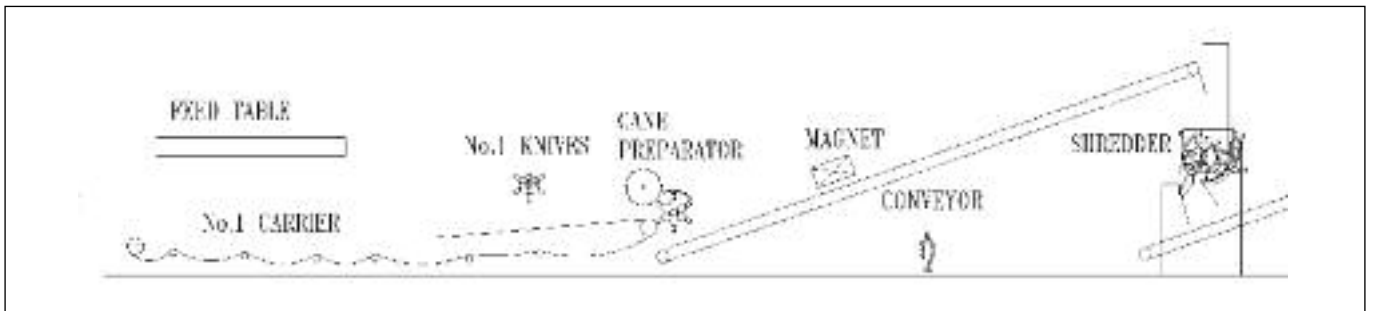 FEED TABLE
No.1 CARRIER
No.1 KNIVES
CANE
PREPARATOR
MAGNET
CONVEYOR
SHREDDER